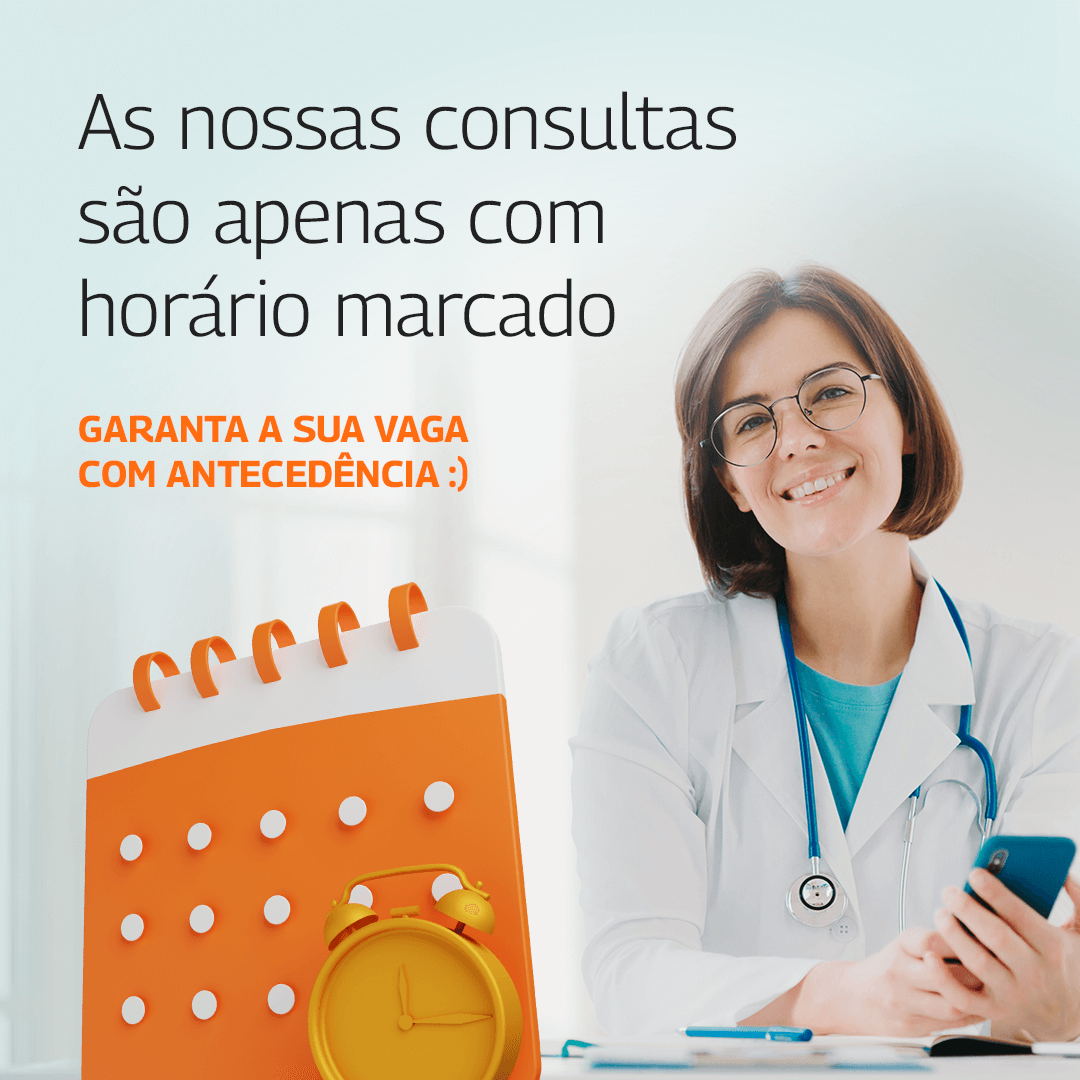 As nossas consultas
são apenas com
horário marcado
GARANTA A SUA VAGA
COM ANTECEDÊNCIA :)